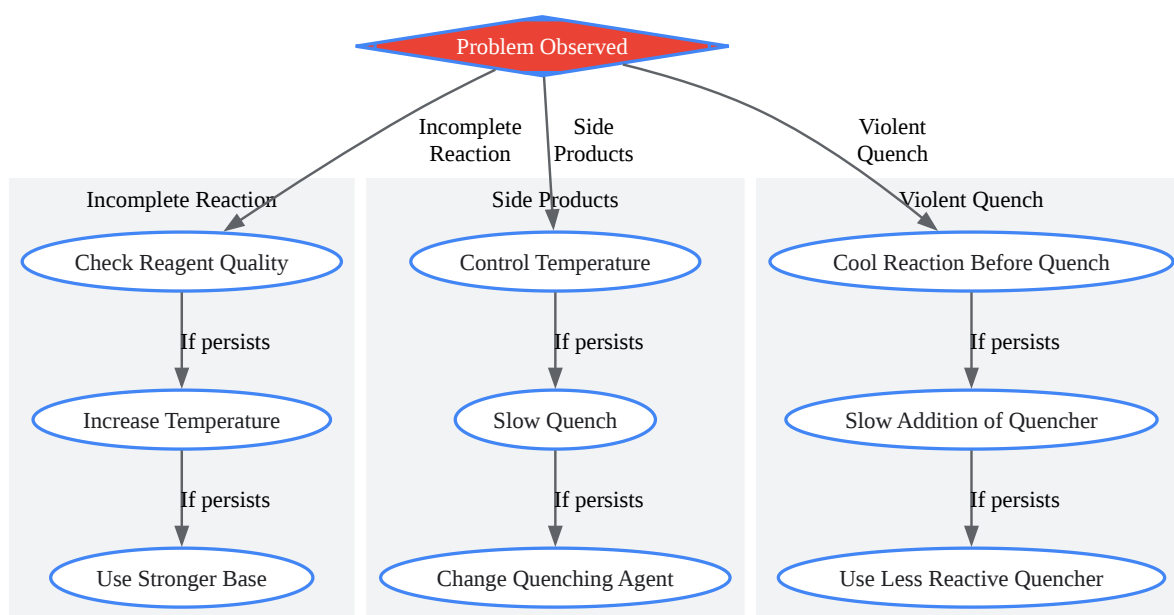 Problem Observed
Incomplete
Reaction
Side
Products
Violent
Quench
Incomplete Reaction
Check Reagent Quality
If persists
Increase Temperature
If persists
Use Stronger Base
Side Products
Control Temperature
If persists
Slow Quench
If persists
Change Quenching Agent
Violent Quench
Cool Reaction Before Quench
If persists
Slow Addition of Quencher
If persists
Use Less Reactive Quencher